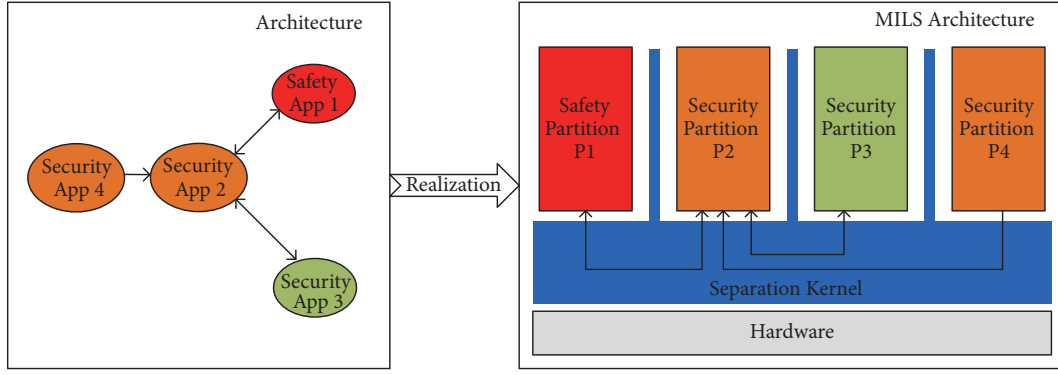 Architecture
Safety
App 1
Security
App 4
Security
App 2
Security
App 3
Realization
MILS Architecture
Safety
Partition
P1
Security
Partition
P2
Security
Partition
P3
Security
Partition
P4
Separation Kernel
Hardware